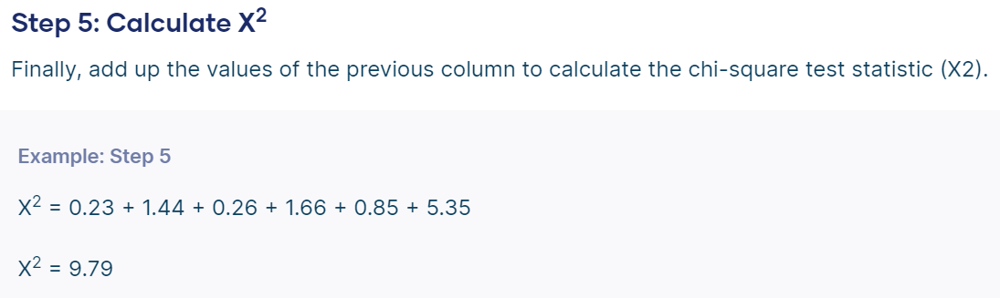 Step 5: Calculate X²
Finally, add up the values of the previous column to calculate the chi-square test statistic (X2).
Example: Step 5
X² = 0.23 + 1.44 + 0.26 + 1.66 + 0.85 + 5.35
X² = 9.79